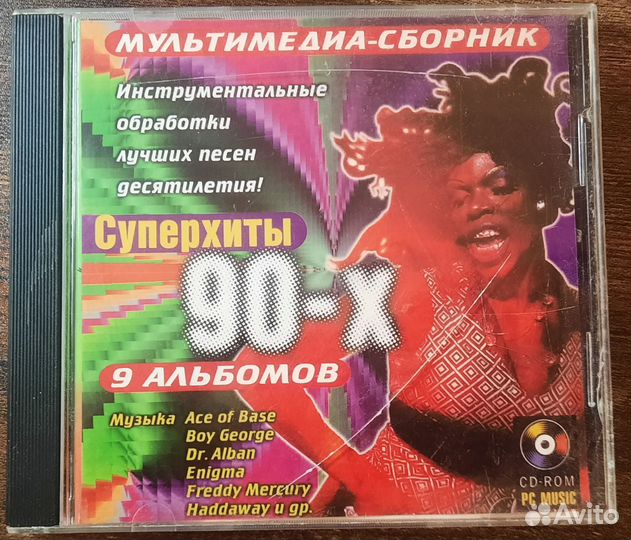 МУЛЬТИМЕДИА-СБОРНИК
Инструментальные
обработки
лучших песен
десятилетия!
Суперхиты
90-х
9 АЛЬБОМОВ
Музыка Ace of Base
Boy George
Dr. Alban
Enigma
Freddy Mercury
Haddaway и др.
CD-ROM
PC MUSIC
Avito